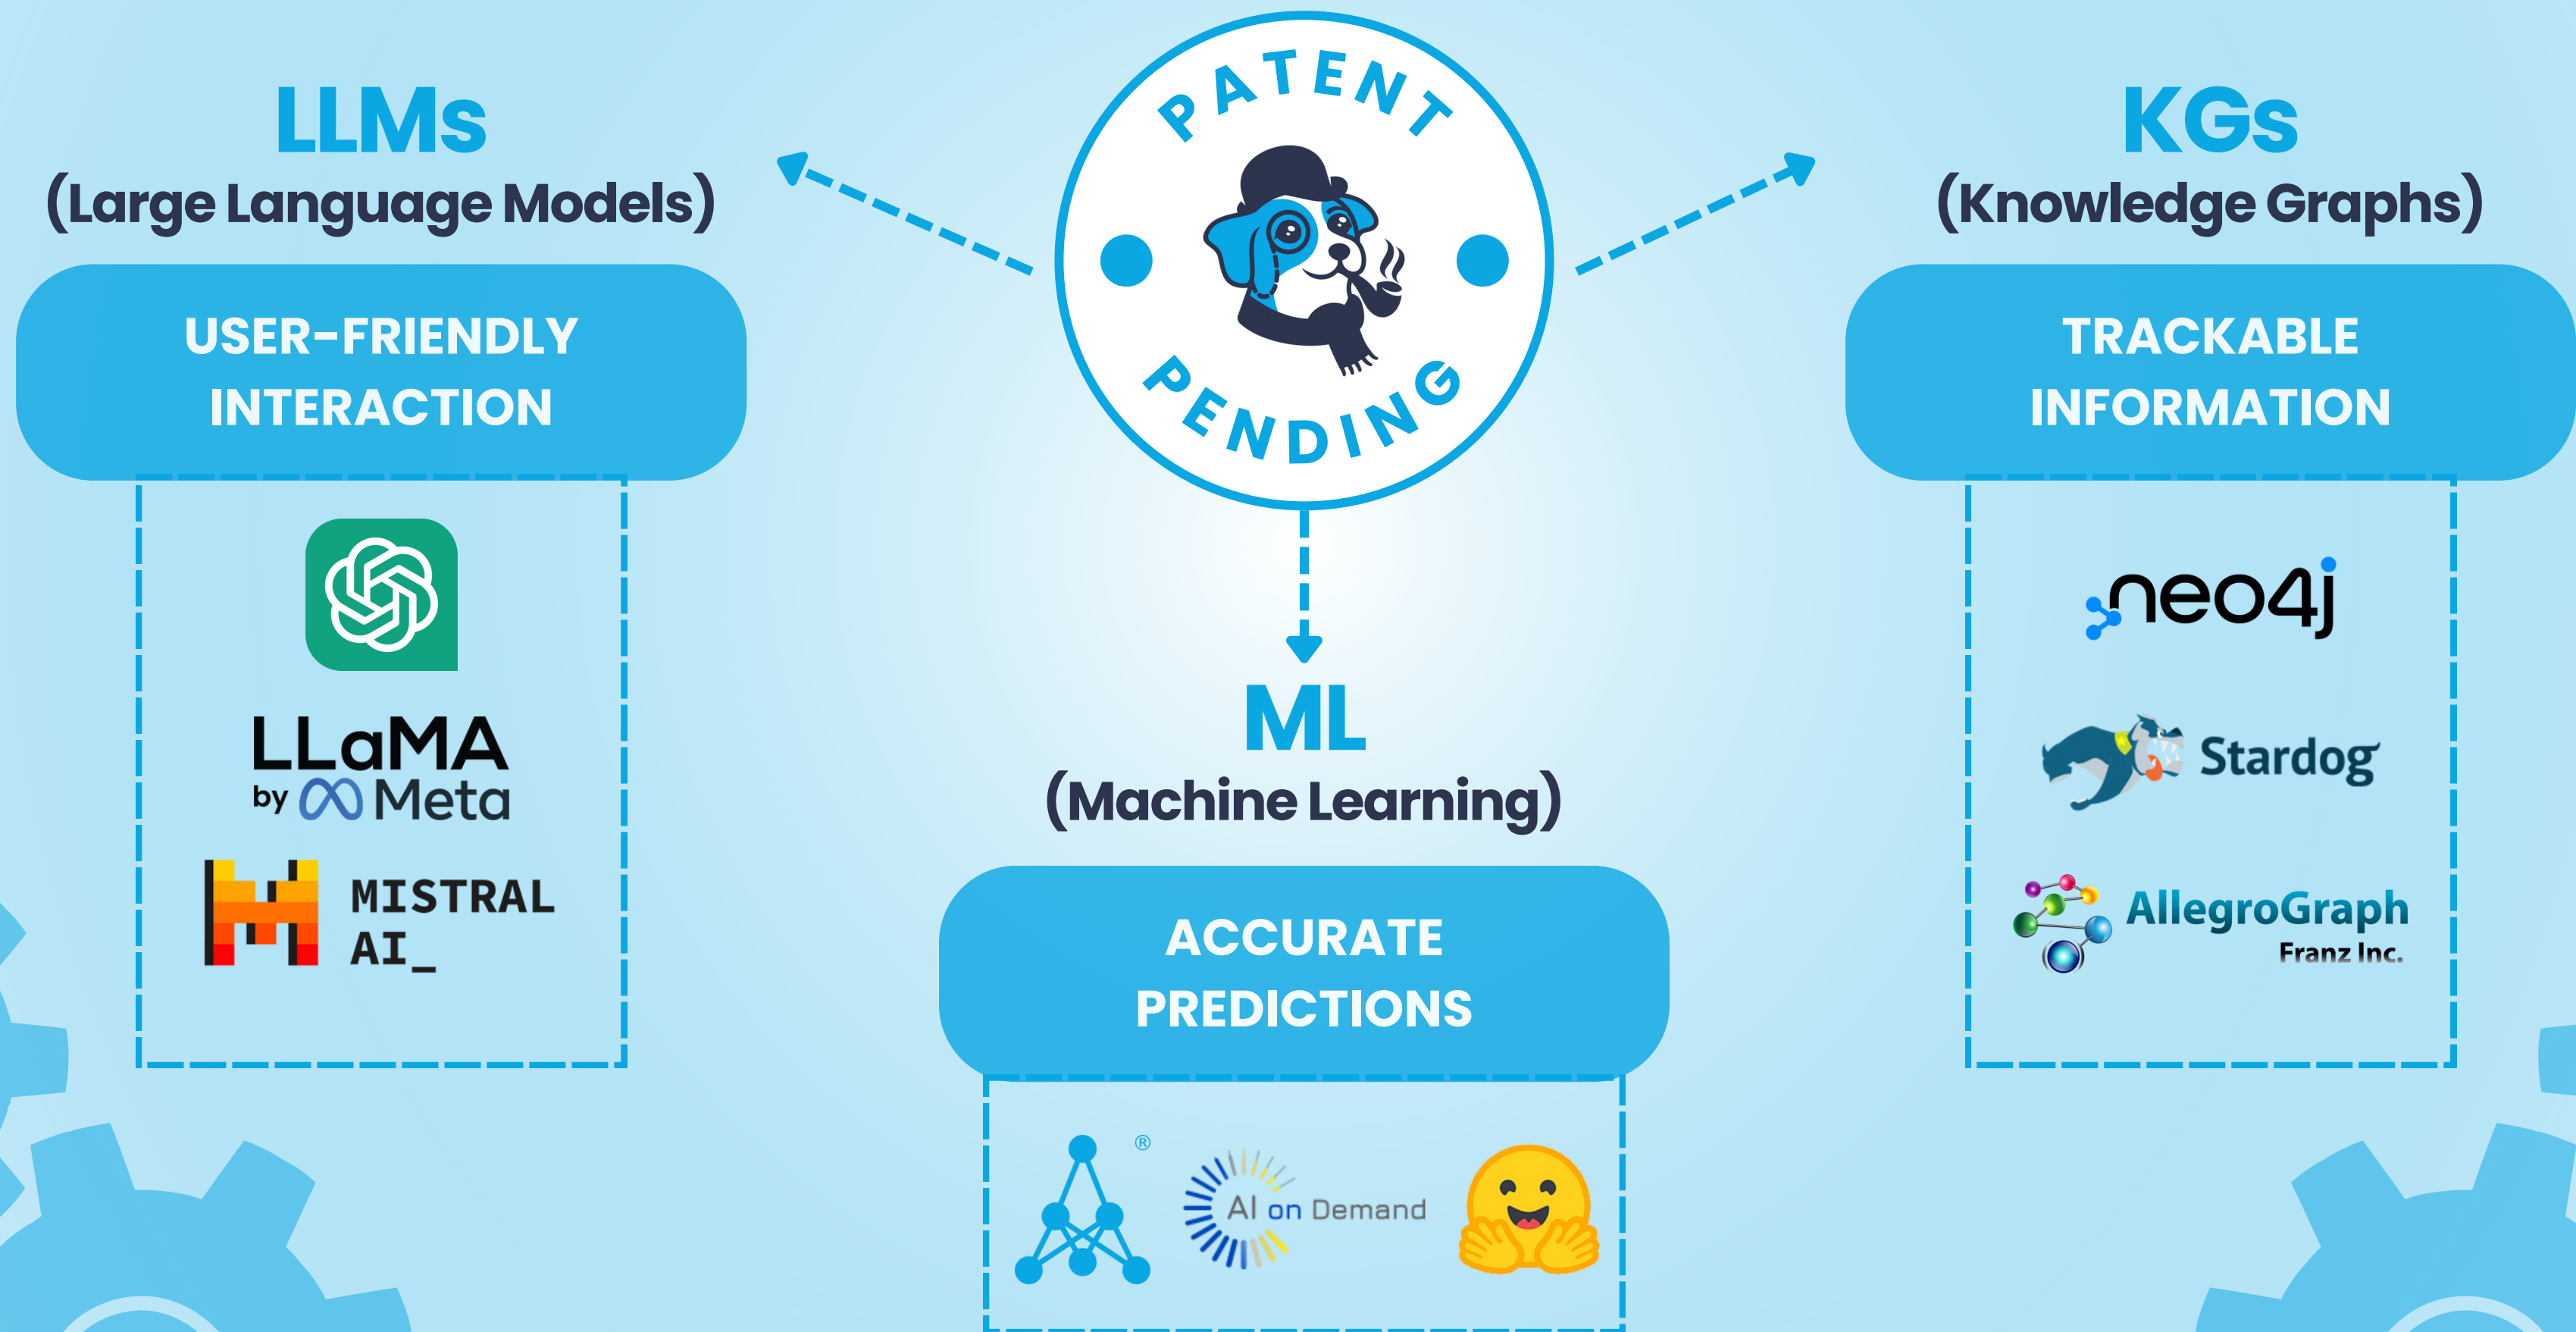 PATENT
PENDING
LLMs
(Large Language Models)
USER-FRIENDLY
INTERACTION
LLaMA
by Meta
MISTRAL
AI_
ML
(Machine Learning)
ACCURATE
PREDICTIONS
®
AI on Demand
KGs
(Knowledge Graphs)
TRACKABLE
INFORMATION
neo4j
Stardog
AllegroGraph
Franz Inc.